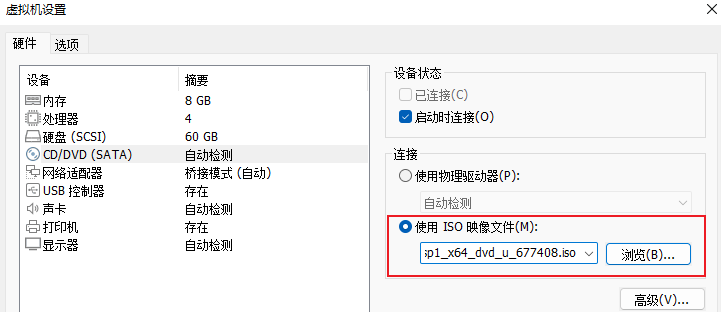 虚拟机设置
硬件 选项
设备 摘要
内存 8 GB
处理器 4
硬盘 (SCSI) 60 GB
CD/DVD (SATA) 自动检测
网络适配器 桥接模式 (自动)
USB 控制器 存在
声卡 自动检测
打印机 存在
显示器 自动检测
设备状态
已连接(C)
启动时连接(O)
连接
使用物理驱动器(P):
自动检测
使用 ISO 映像文件(M):
sp1_x64_dvd_u_677408.iso 浏览(B)...
高级(V)...